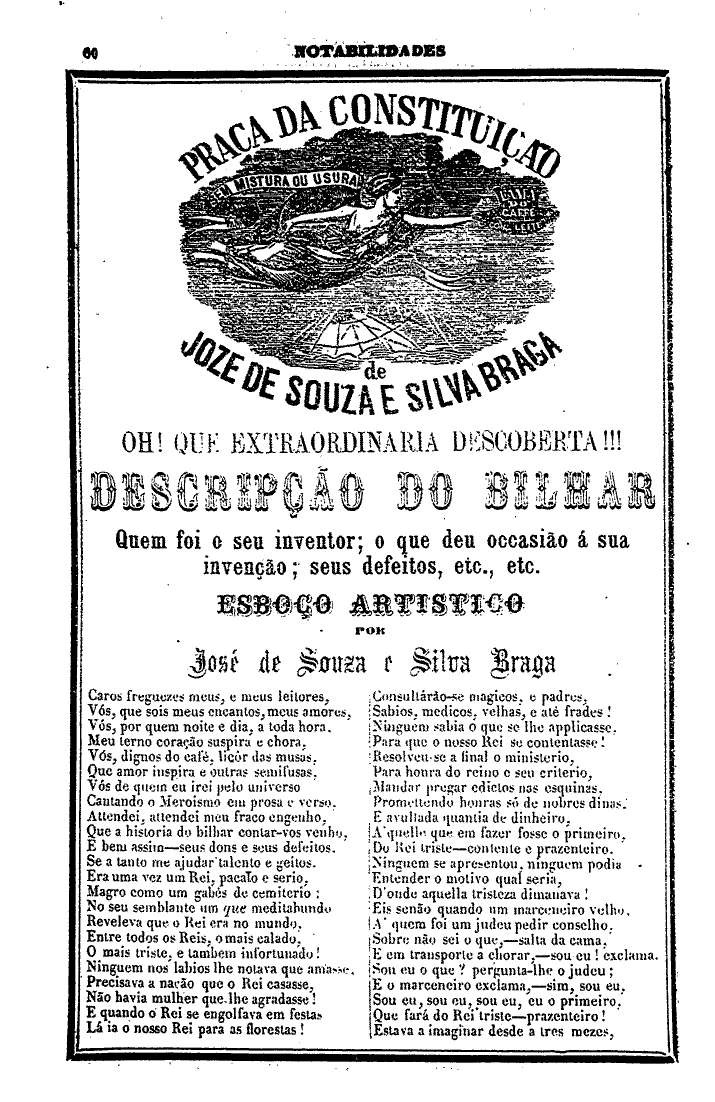 60
NOTABILIDADES
PRAÇA DA CONSTITUIÇÃO
SEM MISTURA OU USURA
CAFFÉ
LEITE
de
JOZE DE SOUZA E SILVA BRAGA
OH! QUE EXTRAORDINARIA DESCOBERTA!!!
DESCRIPÇÃO DO BILHAR
Quem foi o seu inventor; o que deu occasião á sua
invenção; seus defeitos, etc., etc.
ESBOÇO ARTISTICO
POR
José de Souza e Silva Braga
Caros freguezes meus, e meus leitores,
Vós, que sois meus encantos, meus amores,
Vós, por quem noite e dia, a toda hora,
Meu terno coração suspira e chora,
Vós, dignos do café, licór das musas,
Que amor inspira e outras semifusas,
Vós de quem eu irei pelo universo
Cantando o Meroismo em prosa e verso,
Attendei, attendei meu fraco engenho,
Que a historia do bilhar contar-vos venho,
E bem assim—seus dons e seus defeitos,
Se a tanto me ajudar talento e geitos.
Era uma vez um Rei, pacato e serio,
Magro como um gabés de cemiterio;
No seu semblante um que meditabundo
Reveleva que o Rei era no mundo,
Entre todos os Reis, o mais calado,
O mais triste, e tambem infortunado!
Ninguem nos labios lhe notava que amasse,
Precisava a nação que o Rei casasse,
Não havia mulher que lhe agradasse!
E quando o Rei se engolfava em festas
Lá ia o nosso Rei para as florestas!
Consultárão-se magicos, e padres,
Sabios, medicos, velhas, e até frades!
Ninguem sabia o que se lhe applicasse,
Para que o nosso Rei se contentasse!
Resolveu-se a final o ministerio,
Para honra do reino e seu criterio,
Mandar pregar edictos nas esquinas,
Promettendo honras só de nobres dinas,
E avultada quantia de dinheiro,
A'quelle que em fazer fosse o primeiro,
Do Rei triste—contente e prazenteiro.
Ninguem se apresentou, ninguem podia
Entender o motivo qual seria,
D'onde aquella tristeza dimanava!
Eis senão quando um marceneiro velho,
A' quem foi um judeu pedir conselho,
Sobre não sei o que,—salta da cama,
E em transporte a chorar,—sou eu! exclama.
Sou eu o que? pergunta-lhe o judeu;
E o marceneiro exclama,—sim, sou eu,
Sou eu, sou eu, sou eu, eu o primeiro,
Que fará do Rei triste—prazenteiro!
Estava a imaginar desde a tres mezes,